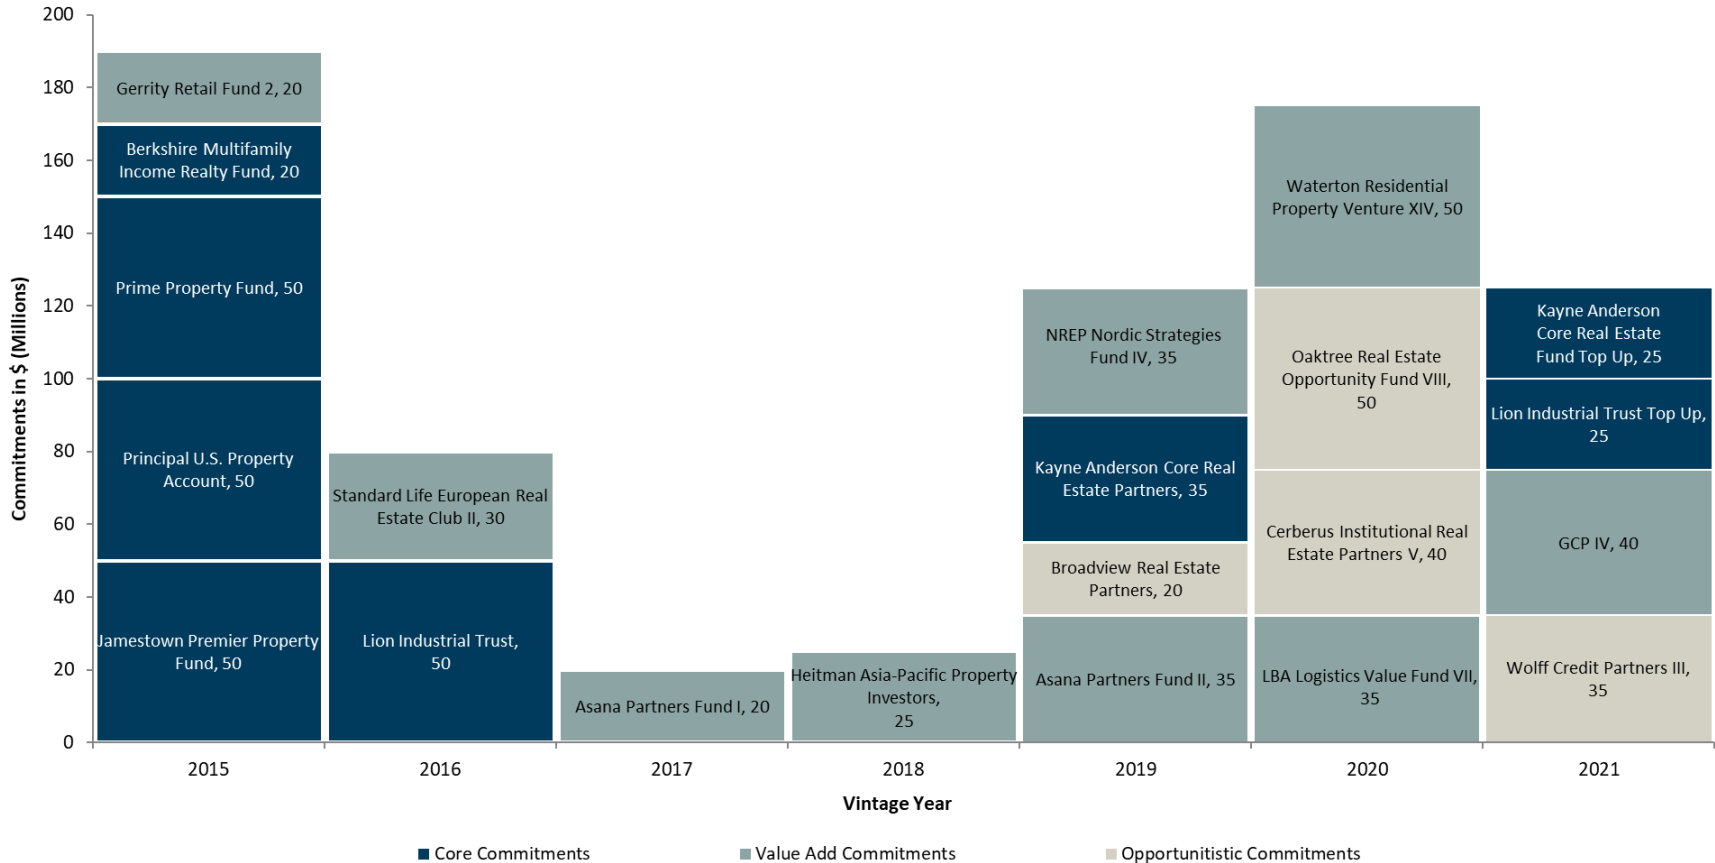 200
180
160
140
120
100
80
60
40
20
0
Commitments in $ (Millions)
Gerrity Retail Fund 2, 20
Berkshire Multifamily
Income Realty Fund, 20
Prime Property Fund, 50
Principal U.S. Property
Account, 50
Jamestown Premier Property
Fund, 50
Standard Life European Real
Estate Club II, 30
Lion Industrial Trust,
50
Asana Partners Fund I, 20
Heitman Asia-Pacific Property
Investors,
25
NREP Nordic Strategies
Fund IV, 35
Kayne Anderson Core Real
Estate Partners, 35
Broadview Real Estate
Partners, 20
Asana Partners Fund II, 35
Waterton Residential
Property Venture XIV, 50
Oaktree Real Estate
Opportunity Fund VIII,
50
Cerberus Institutional Real
Estate Partners V, 40
LBA Logistics Value Fund VII,
35
Kayne Anderson
Core Real Estate
Fund Top Up, 25
Lion Industrial Trust Top Up,
25
GCP IV, 40
Wolff Credit Partners III,
35
2015
2016
2017
2018
2019
2020
2021
Vintage Year
Core Commitments
Value Add Commitments
Opportunitistic Commitments